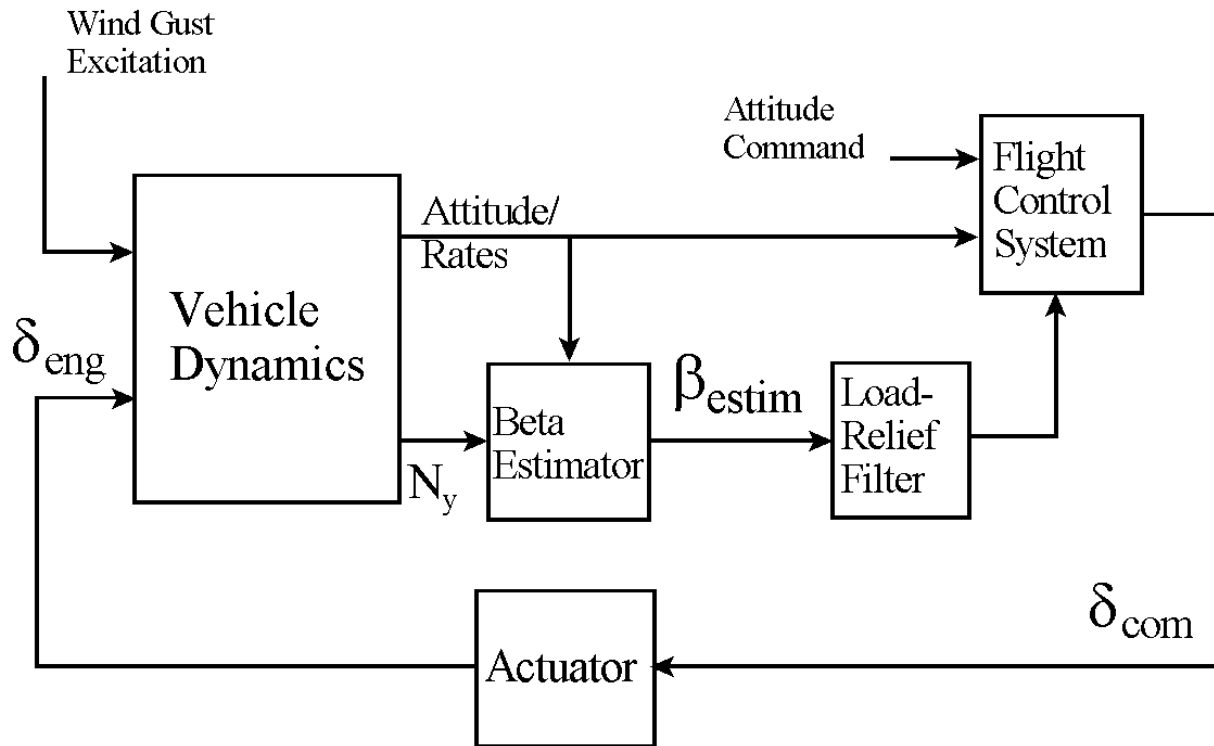 Wind Gust
Excitation
Attitude
Command
Flight
Control
System
Attitude/
Rates
Vehicle
Dynamics
δeng
Ny
Beta
Estimator
βestim
Load-
Relief
Filter
Actuator
δcom